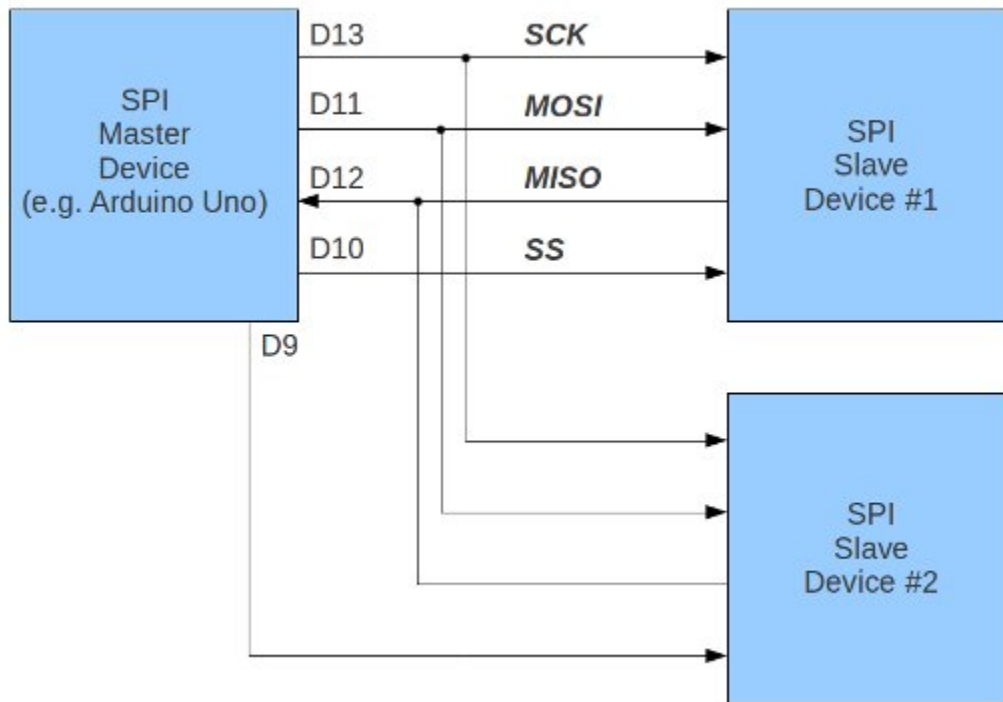 SPI
Master
Device
(e.g. Arduino Uno)
D13
SCK
D11
MOSI
D12
MISO
D10
SS
D9
SPI
Slave
Device #1
SPI
Slave
Device #2